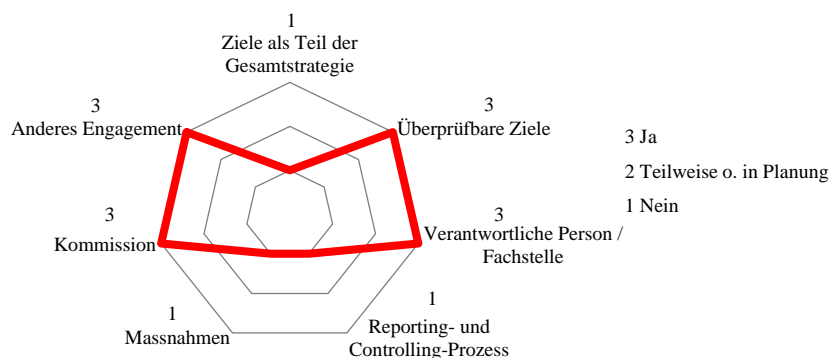 1
Ziele als Teil der
Gesamtstrategie
3
Überprüfbare Ziele
3
Verantwortliche Person /
Fachstelle
1
Reporting- und
Controlling-Prozess
1
Massnahmen
3
Kommission
3
Anderes Engagement
3 Ja
2 Teilweise o. in Planung
1 Nein